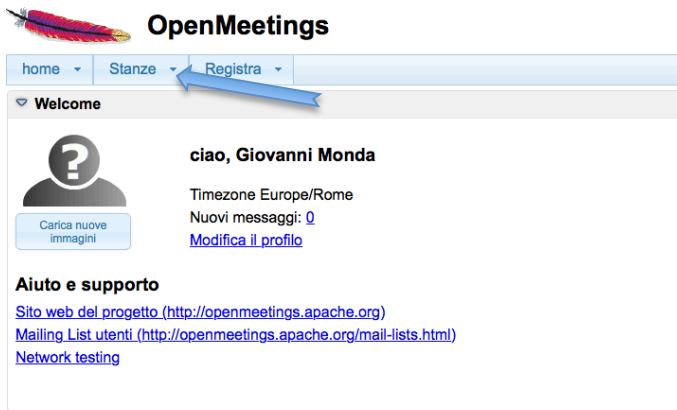 OpenMeetings
home Stanze Registra
Welcome
ciao, Giovanni Monda
Timezone Europe/Rome
Nuovi messaggi: 0
Modifica il profilo
Carica nuove
immagini
Aiuto e supporto
Sito web del progetto (http://openmeetings.apache.org)
Mailing List utenti (http://openmeetings.apache.org/mail-lists.html)
Network testing